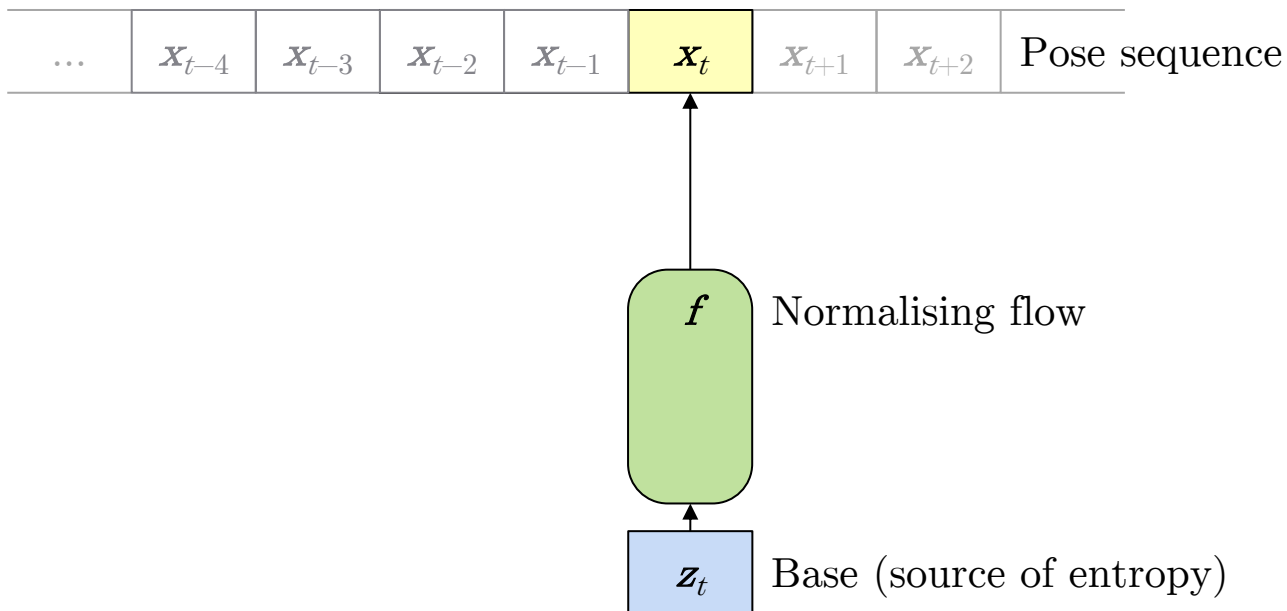 ... x_{t−4} x_{t−3} x_{t−2} x_{t−1} x_t x_{t+1} x_{t+2} Pose sequence
f Normalising flow
z_t Base (source of entropy)